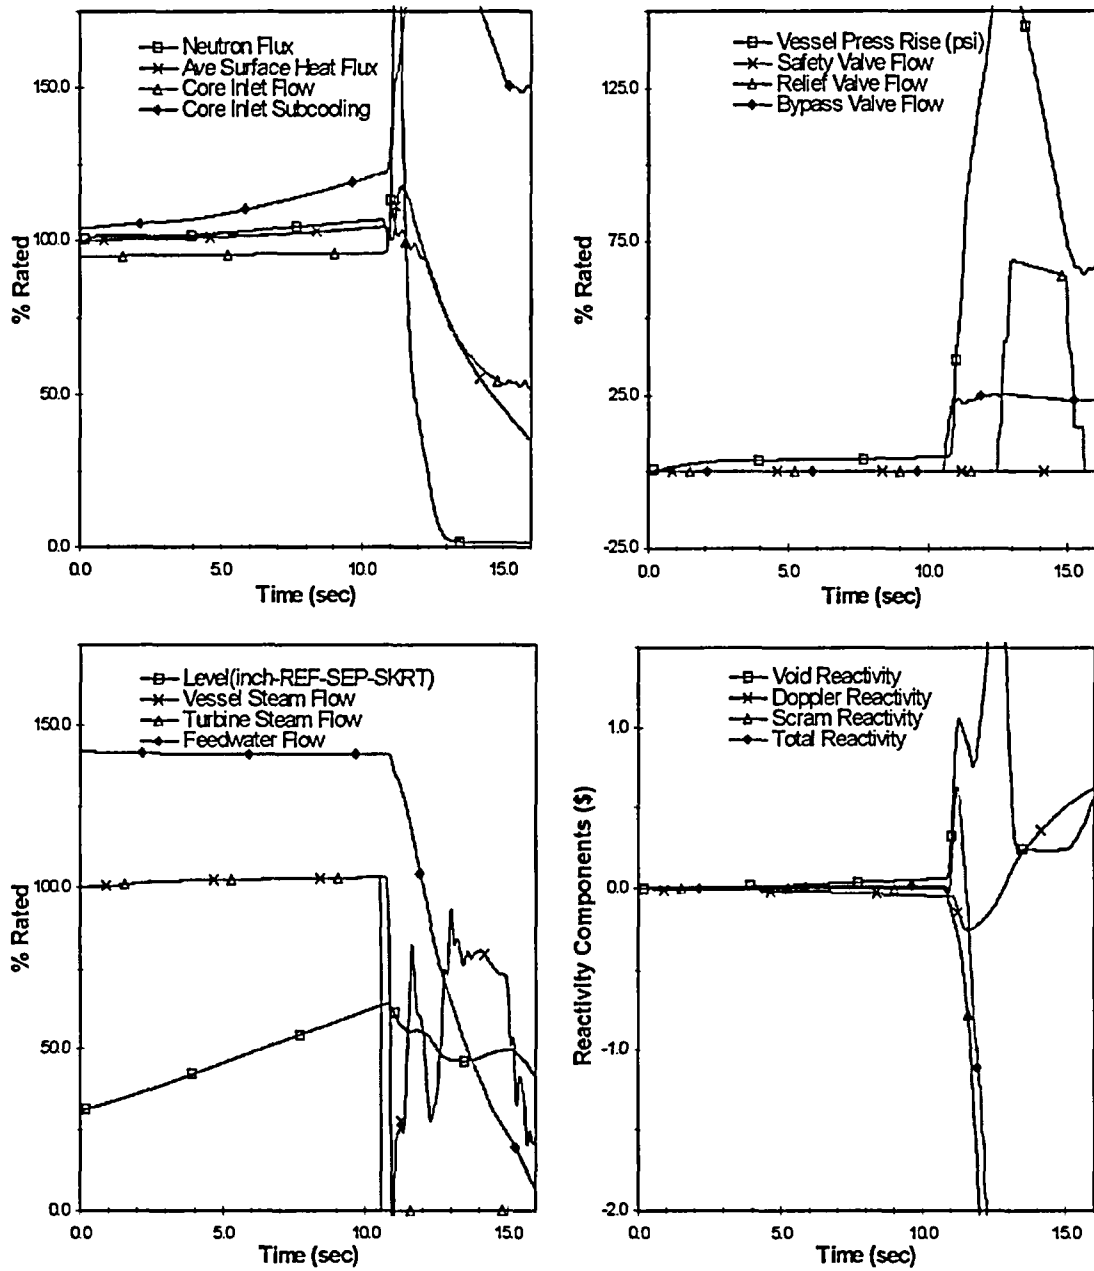 Neutron Flux
Ave Surface Heat Flux
Core Inlet Flow
Core Inlet Subcoding
150.0
100.0
50.0
0.0
% Rated
0.0
5.0
10.0
15.0
Time (sec)
Vessel Press Rise (psi)
Safety Valve Flow
Relief Valve Flow
Bypass Valve Flow
125.0
75.0
25.0
-25.0
% Rated
0.0
5.0
10.0
15.0
Time (sec)
Level(inch-REF-SEP-SKRT)
Vessel Steam Flow
Turbine Steam Flow
Feedwater Flow
150.0
100.0
50.0
0.0
% Rated
0.0
5.0
10.0
15.0
Time (sec)
Void Reactivity
Doppler Reactivity
Scram Reactivity
Total Reactivity
1.0
0.0
-1.0
-2.0
Reactivity Components ($)
0.0
5.0
10.0
15.0
Time (sec)